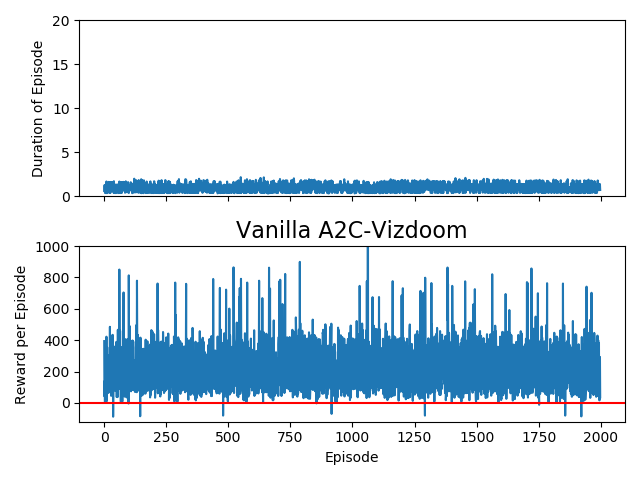 20
15
10
5
0
Duration of Episode
Vanilla A2C-Vizdoom
1000
800
600
400
200
0
Reward per Episode
0 250 500 750 1000 1250 1500 1750 2000
Episode